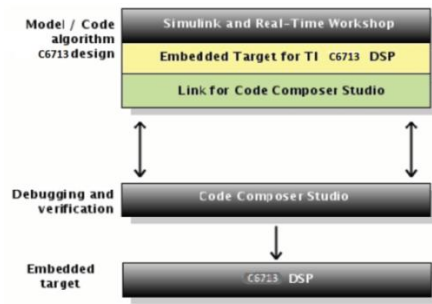 Model / Code
algorithm
C6713 design
Simulink and Real-Time Workshop
Embedded Target for TI C6713 DSP
Link for Code Composer Studio
Debugging and
verification
Code Composer Studio
Embedded
target
C6713 DSP